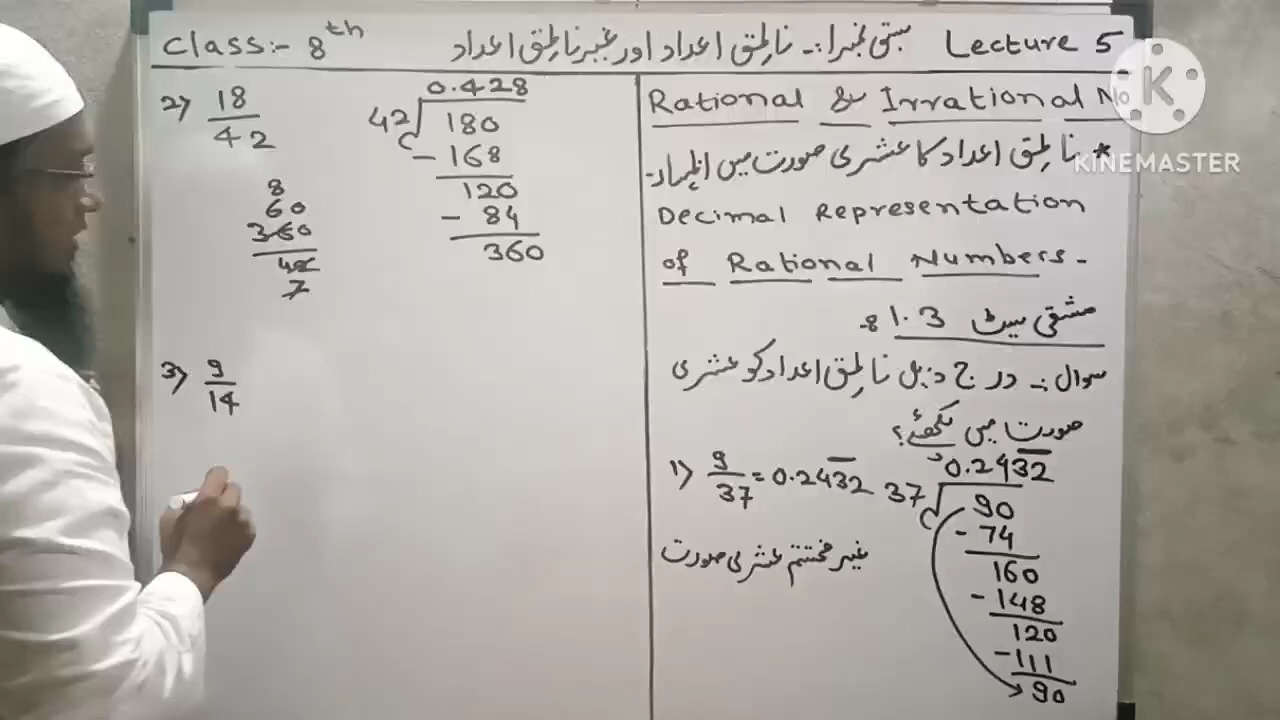 Class:- 8th سبق نمبر 1:- ناطق اعداد اور غیر ناطق اعداد Lecture 5
2) 18/42
0.428
42 180
- 168
120
- 84
360
8
60
360
42
7
3) 9/14
Rational & Irrational No
* ناطق اعداد کا عشری صورت میں اظہار۔
Decimal Representation
of Rational Numbers.-
مشقی سیٹ 1.3 :-
سوال :- درج ذیل ناطق اعداد کو عشری
صورت میں لکھئے؟
1) 9/37 = 0.2432
0.2432
37 90
- 74
160
- 148
120
- 111
90
غیر مختتم عشری صورت
K
KINEMASTER